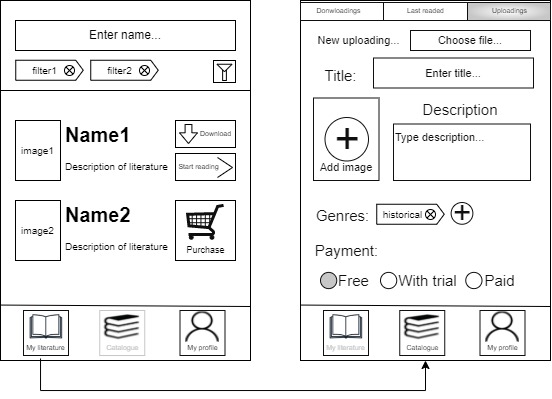 Enter name...
filter1
filter2
image1
Name1
Description of literature
Download
Start reading
image2
Name2
Description of literature
Purchase
My literature
Catalogue
My profile
Donwloadings
Last readed
Uploadings
New uploading...
Choose file...
Title:
Enter title...
Add image
Description
Type description...
Genres:
historical
Payment:
Free
With trial
Paid
My literature
Catalogue
My profile